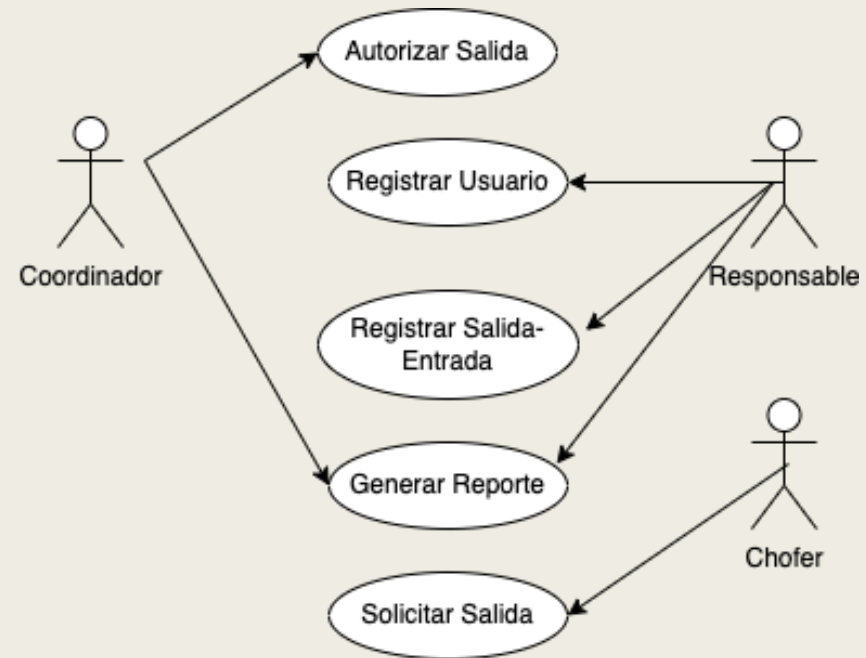 Autorizar Salida
Registrar Usuario
Coordinador
Responsable
Registrar Salida-
Entrada
Generar Reporte
Chofer
Solicitar Salida